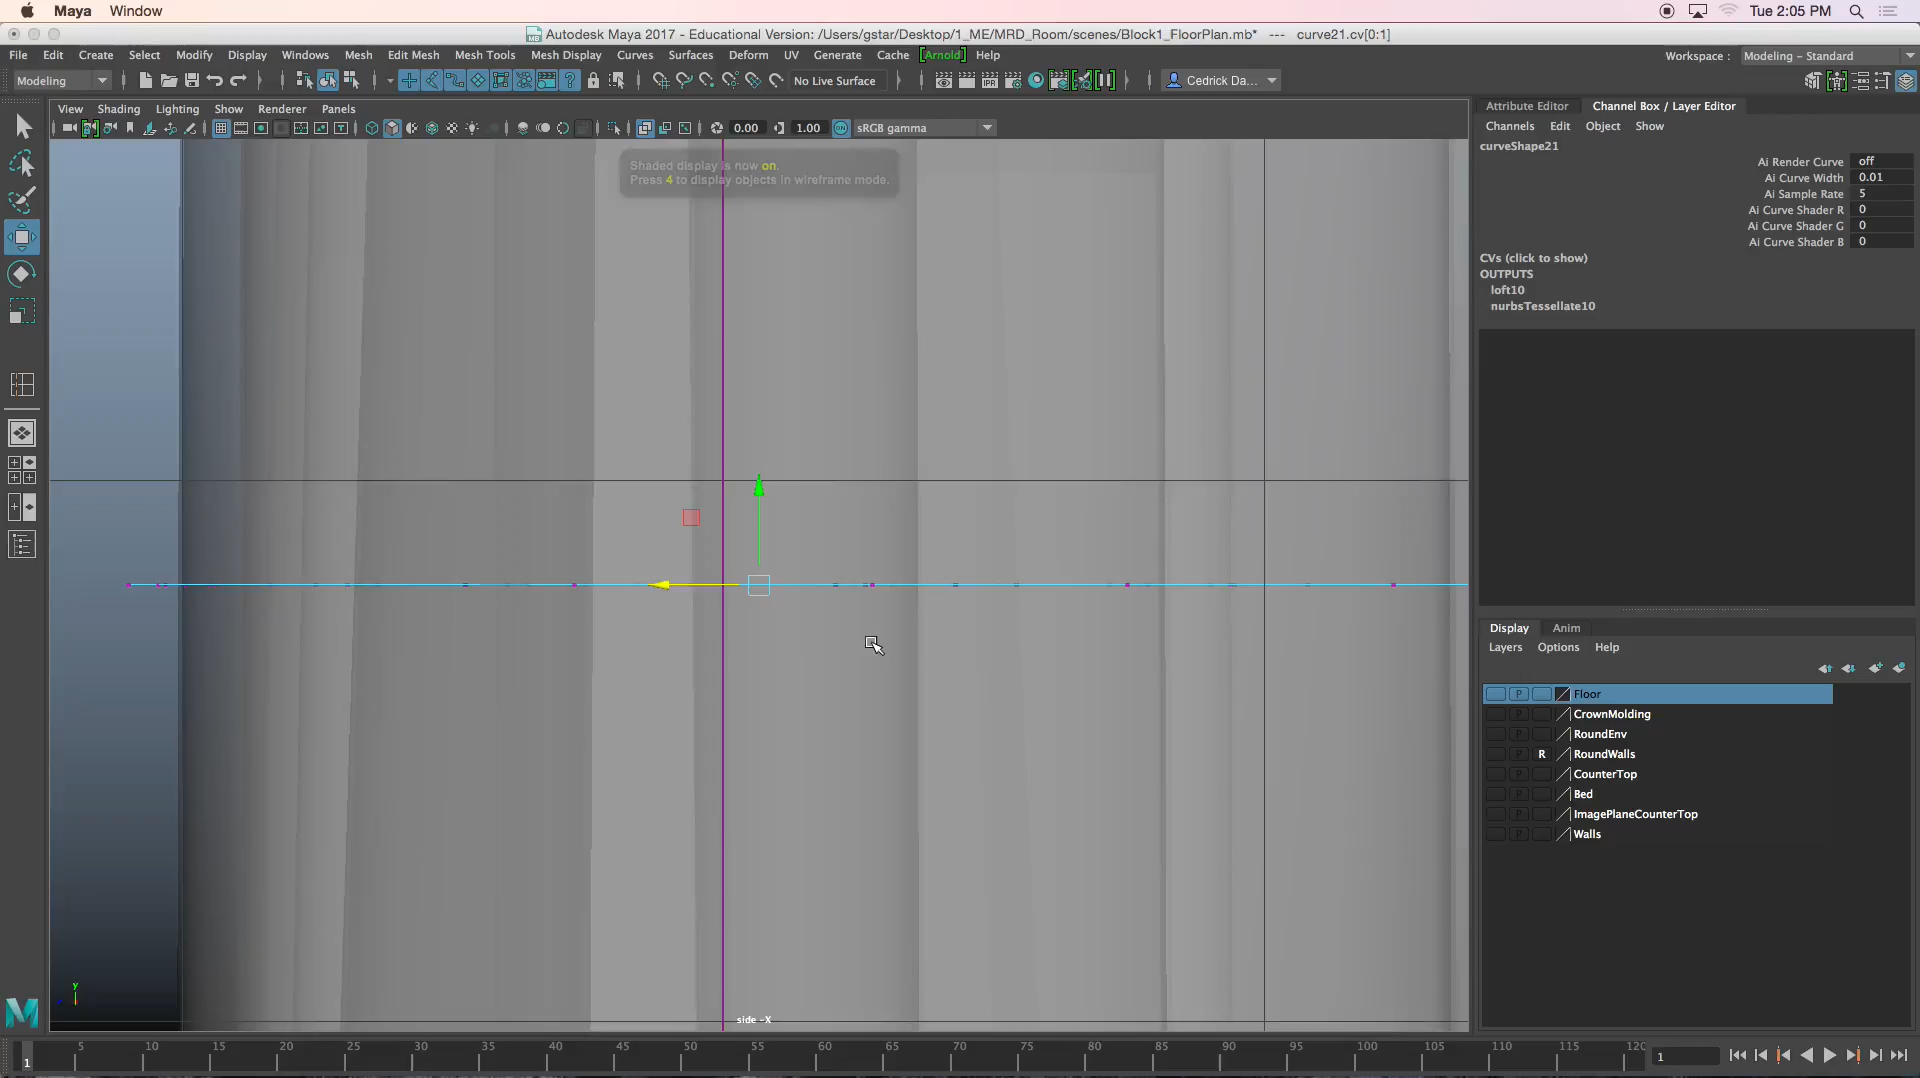 Maya Window Tue 2:05 PM
Autodesk Maya 2017 - Educational Version: /Users/gstar/Desktop/1_ME/MRD_Room/scenes/Block1_FloorPlan.mb* --- curve21.cv[0:1]
File Edit Create Select Modify Display Windows Mesh Edit Mesh Mesh Tools Mesh Display Curves Surfaces Deform UV Generate Cache [Arnold] Help Workspace : Modeling - Standard
Modeling No Live Surface Cedrick Da...
View Shading Lighting Show Renderer Panels
0.00 1.00 ON sRGB gamma
Shaded display is now on.
Press 4 to display objects in wireframe mode.
side -X
y
Attribute Editor Channel Box / Layer Editor
Channels Edit Object Show
curveShape21
Ai Render Curve off
Ai Curve Width 0.01
Ai Sample Rate 5
Ai Curve Shader R 0
Ai Curve Shader G 0
Ai Curve Shader B 0
CVs (click to show)
OUTPUTS
loft10
nurbsTessellate10
Display Anim
Layers Options Help
P Floor
P CrownMolding
P RoundEnv
P R RoundWalls
P CounterTop
P Bed
P ImagePlaneCounterTop
P Walls
1 5 10 15 20 25 30 35 40 45 50 55 60 65 70 75 80 85 90 95 100 105 110 115 120 1